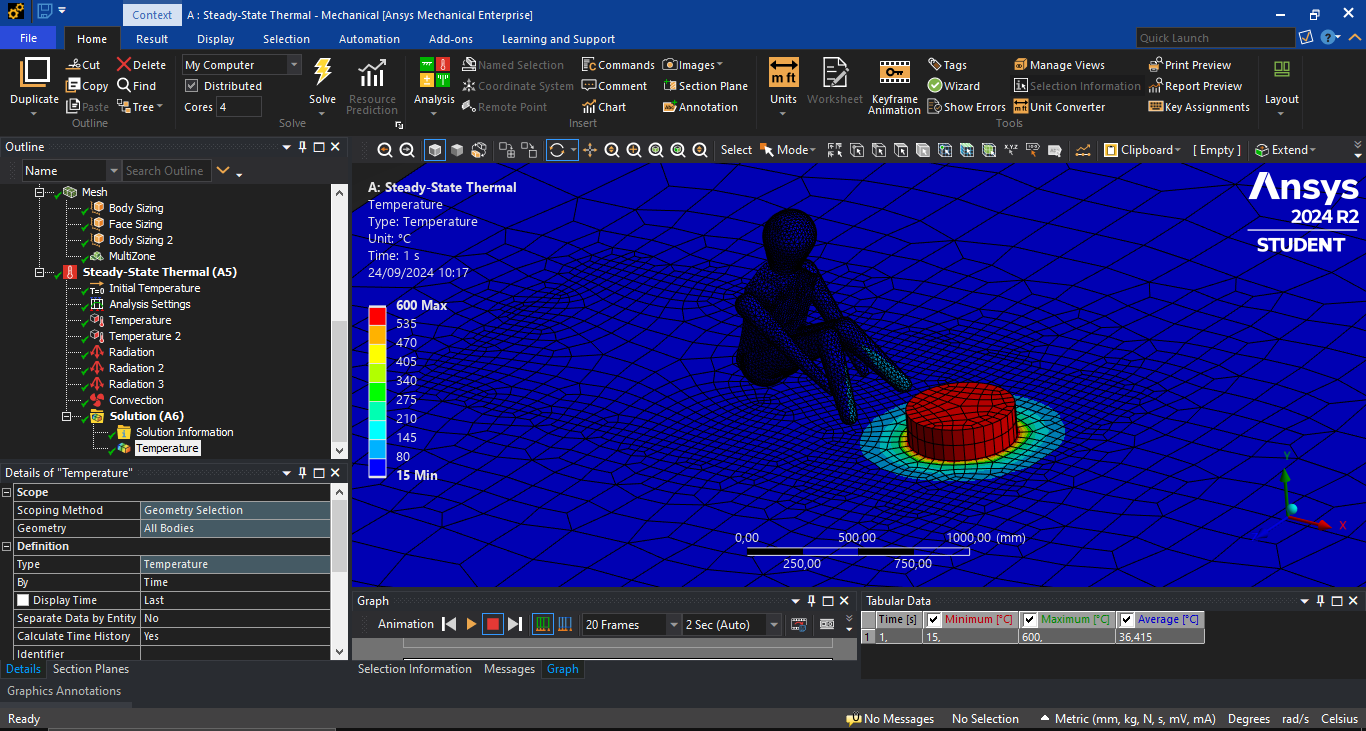 Context
A : Steady-State Thermal - Mechanical [Ansys Mechanical Enterprise]
File
Home
Result
Display
Selection
Automation
Add-ons
Learning and Support
Quick Launch
Duplicate
Cut
Copy
Paste
Delete
Find
Tree
Outline
My Computer
Distributed
Cores 4
Solve
Resource
Prediction
Solve
Analysis
Named Selection
Coordinate System
Remote Point
Commands
Comment
Chart
Images
Section Plane
Annotation
Insert
Units
Worksheet
Keyframe
Animation
Tags
Wizard
Show Errors
Manage Views
Selection Information
Unit Converter
Print Preview
Report Preview
Key Assignments
Tools
Layout
Outline
Name
Search Outline
Select
Mode
Clipboard
[ Empty ]
Extend
Mesh
Body Sizing
Face Sizing
Body Sizing 2
MultiZone
Steady-State Thermal (A5)
Initial Temperature
Analysis Settings
Temperature
Temperature 2
Radiation
Radiation 2
Radiation 3
Convection
Solution (A6)
Solution Information
Temperature
Details of "Temperature"
Scope
Scoping Method Geometry Selection
Geometry All Bodies
Definition
Type Temperature
By Time
Display Time Last
Separate Data by Entity No
Calculate Time History Yes
Identifier
Details
Section Planes
Graphics Annotations
A: Steady-State Thermal
Temperature
Type: Temperature
Unit: °C
Time: 1 s
24/09/2024 10:17
600 Max
535
470
405
340
275
210
145
80
15 Min
Ansys
2024 R2
STUDENT
0,00
500,00
1000,00 (mm)
250,00
750,00
Y
X
Graph
Animation
20 Frames
2 Sec (Auto)
Selection Information
Messages
Graph
Tabular Data
Time [s] Minimum [°C] Maximum [°C] Average [°C]
1 1, 15, 600, 36,415
Ready
No Messages
No Selection
Metric (mm, kg, N, s, mV, mA)
Degrees
rad/s
Celsius